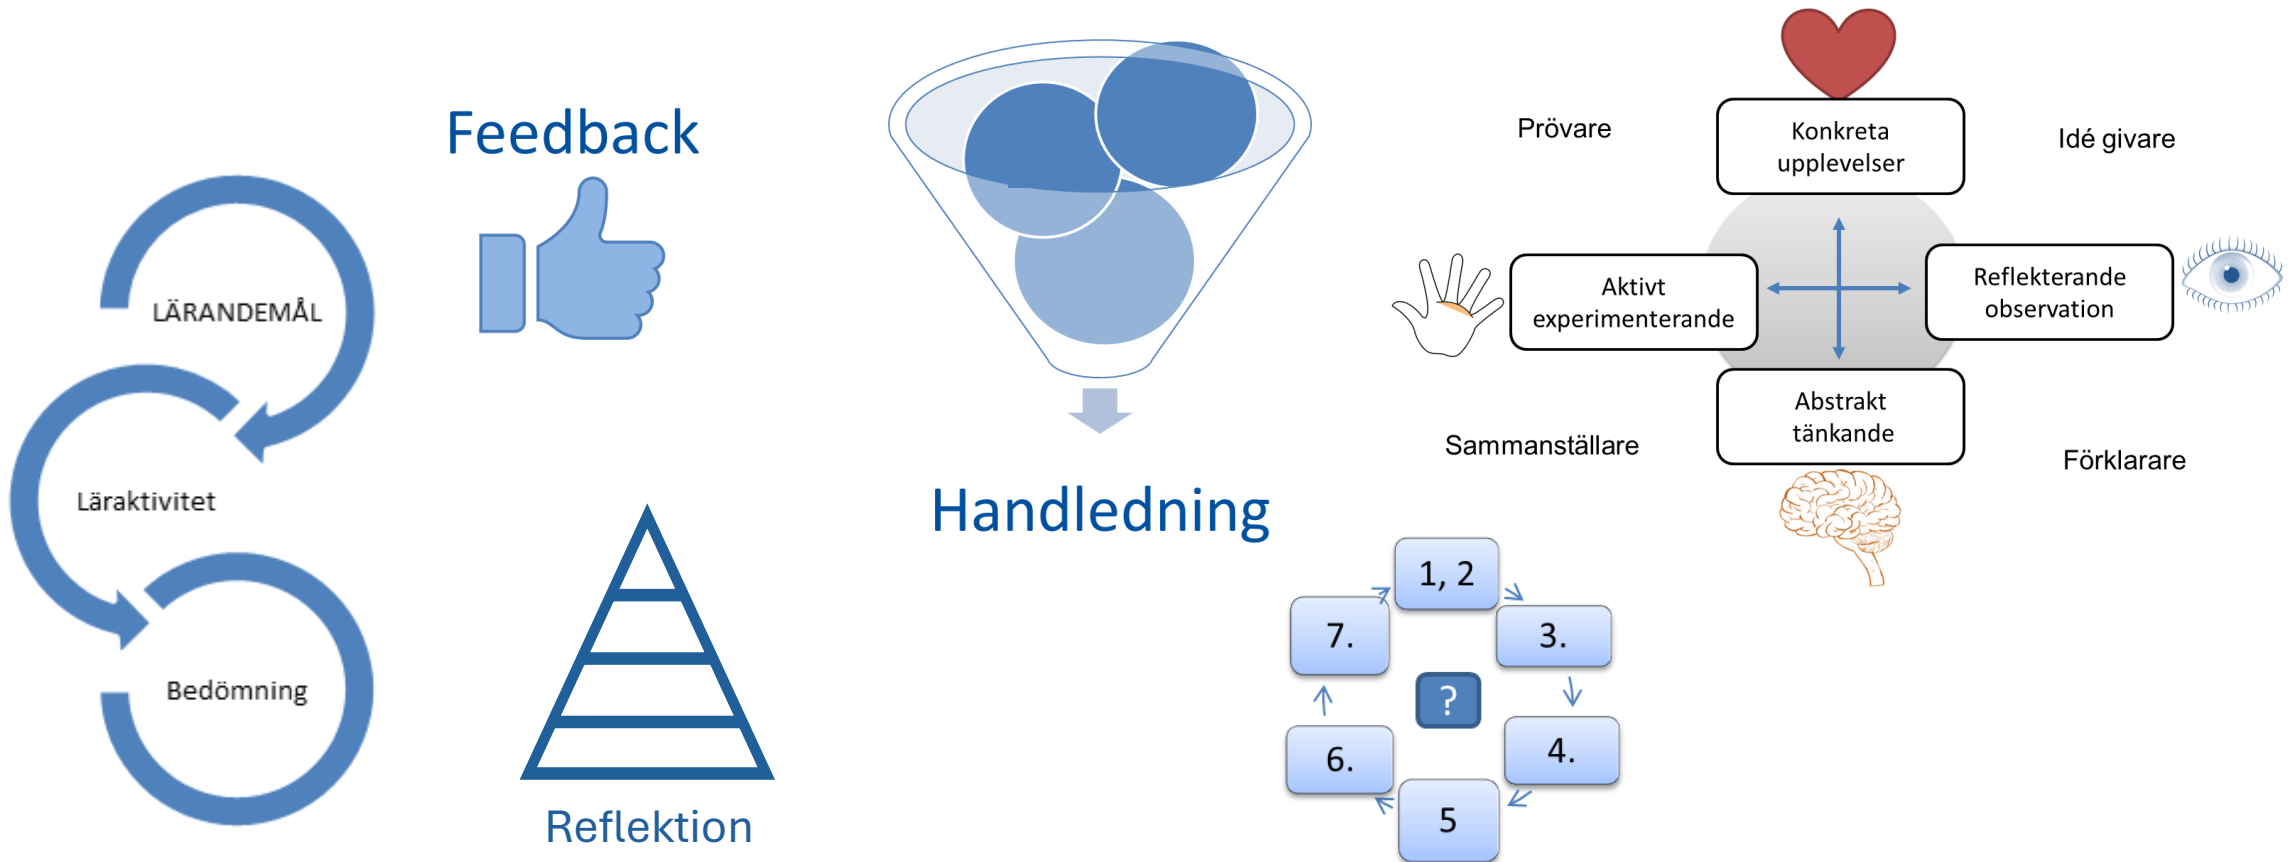 Feedback
LÄRANDEMÅL
Läraktivitet
Bedömning
Reflektion
Handledning
Prövare
Konkreta
upplevelser
Idé givare
Aktivt
experimenterande
Reflekterande
observation
Abstrakt
tänkande
Sammanställare
Förklarare
1, 2
3.
4.
5
6.
7.
?